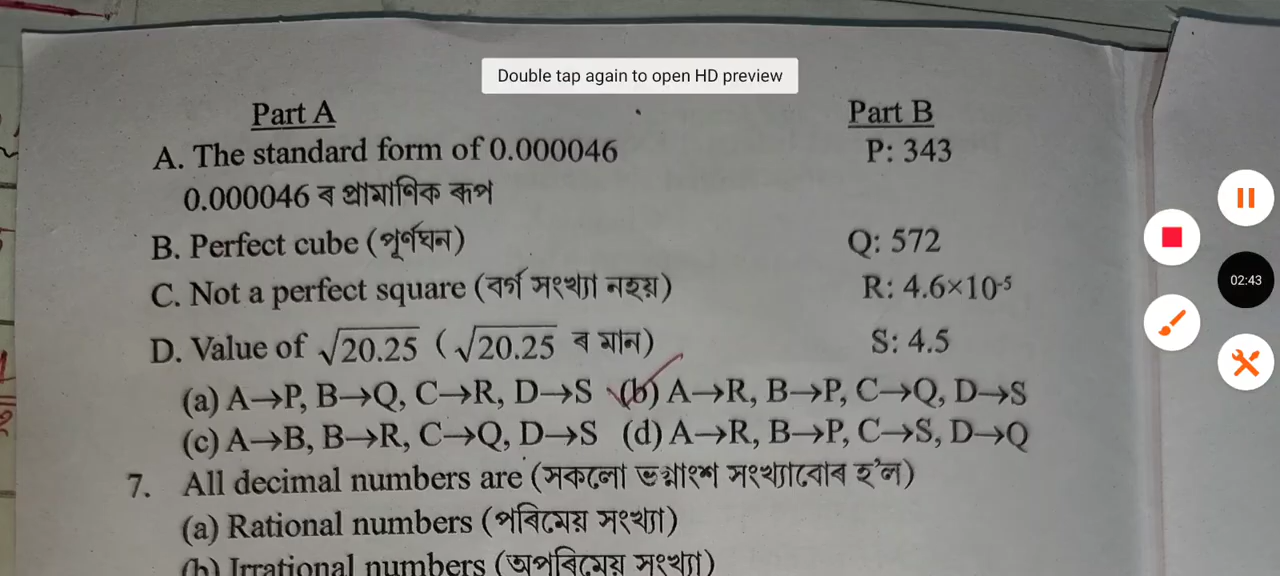 Double tap again to open HD preview
Part A Part B
A. The standard form of 0.000046 P: 343
0.000046 ৰ প্ৰামাণিক ৰূপ
B. Perfect cube (পূৰ্ণঘন) Q: 572
C. Not a perfect square (বৰ্গ সংখ্যা নহয়) R: 4.6×10⁻⁵
D. Value of √20.25 (√20.25 ৰ মান) S: 4.5
(a) A→P, B→Q, C→R, D→S (b) A→R, B→P, C→Q, D→S
(c) A→B, B→R, C→Q, D→S (d) A→R, B→P, C→S, D→Q
7. All decimal numbers are (সকলো ভগ্নাংশ সংখ্যাবোৰ হ'ল)
(a) Rational numbers (পৰিমেয় সংখ্যা)
(b) Irrational numbers (অপৰিমেয় সংখ্যা)
02:43